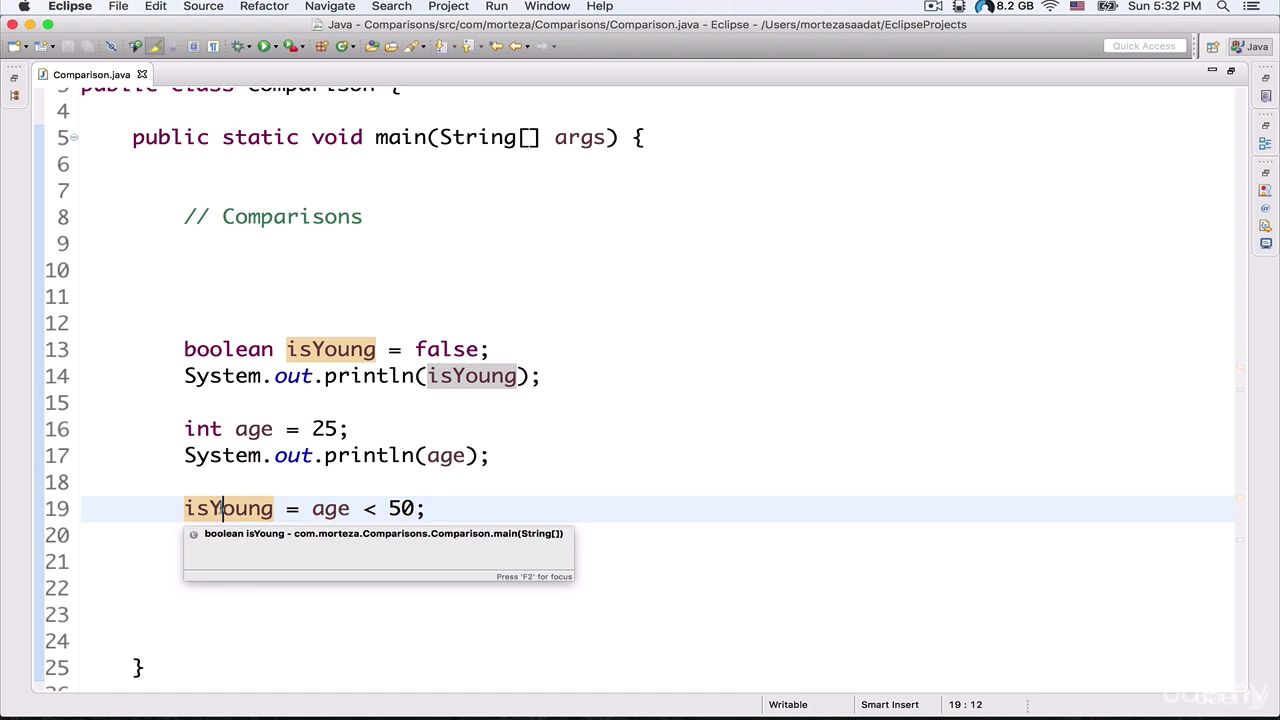 Eclipse File Edit Source Refactor Navigate Search Project Run Window Help 8.2 GB Sun 5:32 PM
Java - Comparisons/src/com/morteza/Comparisons/Comparison.java - Eclipse - /Users/mortezasaadat/EclipseProjects
Quick Access Java
Comparison.java
3 public class Comparison {
4
5 public static void main(String[] args) {
6
7
8 // Comparisons
9
10
11
12
13 boolean isYoung = false;
14 System.out.println(isYoung);
15
16 int age = 25;
17 System.out.println(age);
18
19 isYoung = age < 50;
20
boolean isYoung - com.morteza.Comparisons.Comparison.main(String[])
21
Press 'F2' for focus
22
23
24
25 }
26
Writable Smart Insert 19 : 12